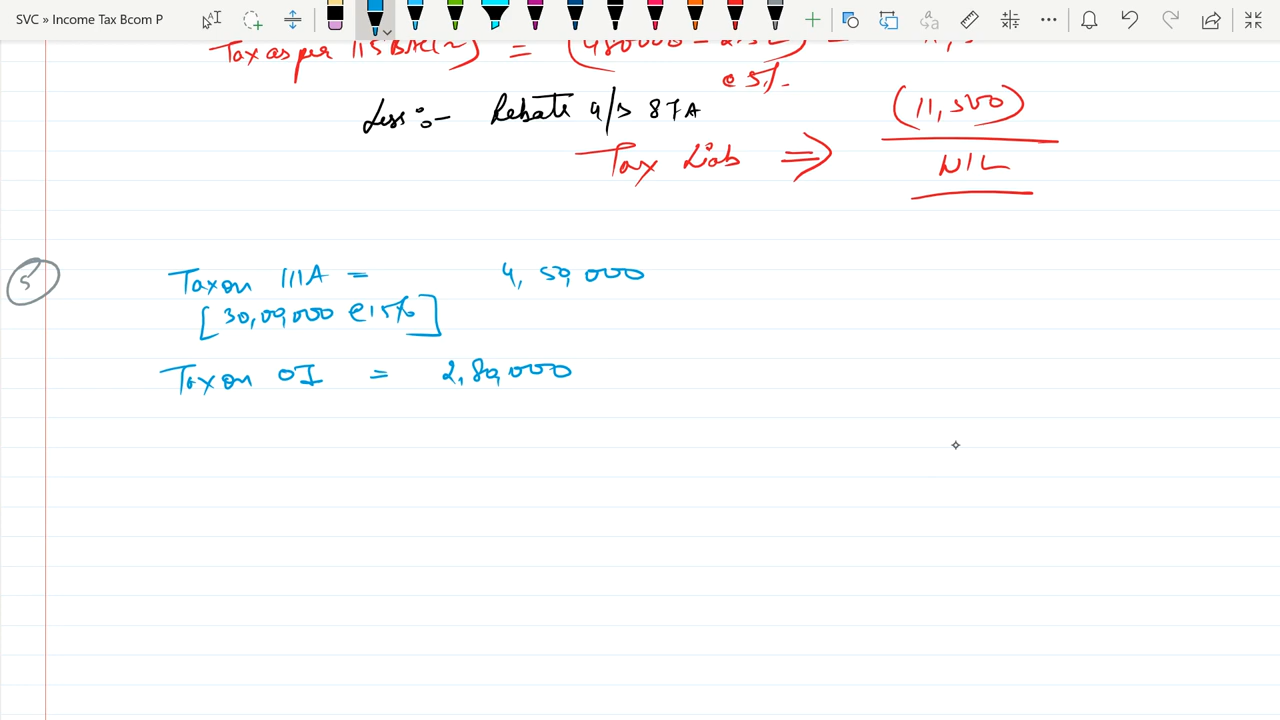 SVC » Income Tax Bcom P
Tax as per 115BAC(
(480000 -
@ 5%.
Less :- Rebate u/s 87A (11,500)
Tax Liab ⇒ NIL
5
Tax on 111A = 4,50,000
[30,00,000 @ 15%]
Tax on OI = 2,80,000